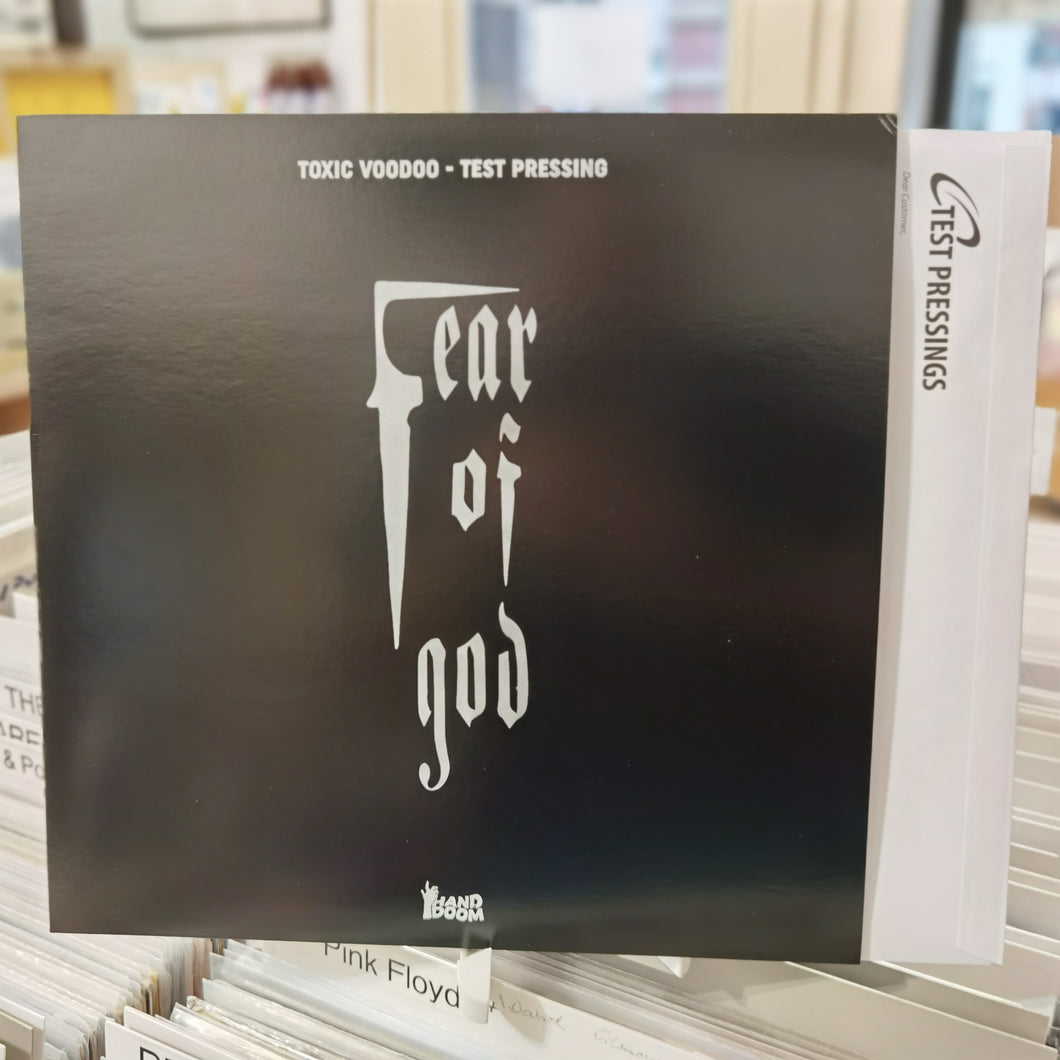 TOXIC VOODOO - TEST PRESSING
Fear
of
god
HAND
DOOM
Dear Customer,
TEST PRESSINGS
THE
& Po
Pink Floyd